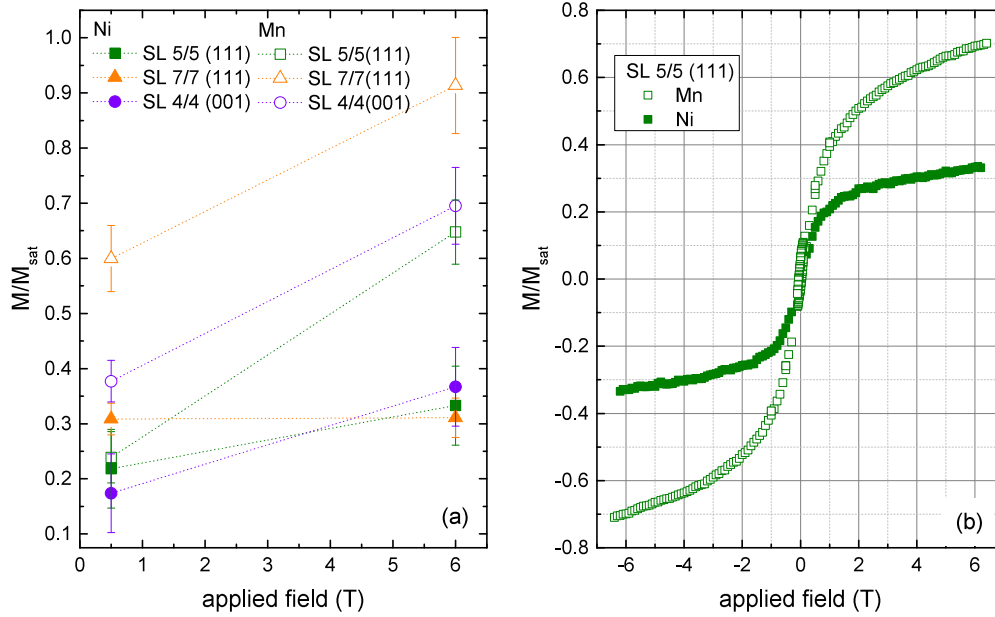 Ni Mn
SL 5/5 (111) SL 5/5(111)
SL 7/7 (111) SL 7/7(111)
SL 4/4 (001) SL 4/4(001)
1.0
0.9
0.8
0.7
0.6
0.5
0.4
0.3
0.2
0.1
M/M_sat
0 1 2 3 4 5 6
applied field (T)
(a)
SL 5/5 (111)
Mn
Ni
0.8
0.6
0.4
0.2
0.0
-0.2
-0.4
-0.6
-0.8
M/M_sat
-6 -4 -2 0 2 4 6
applied field (T)
(b)